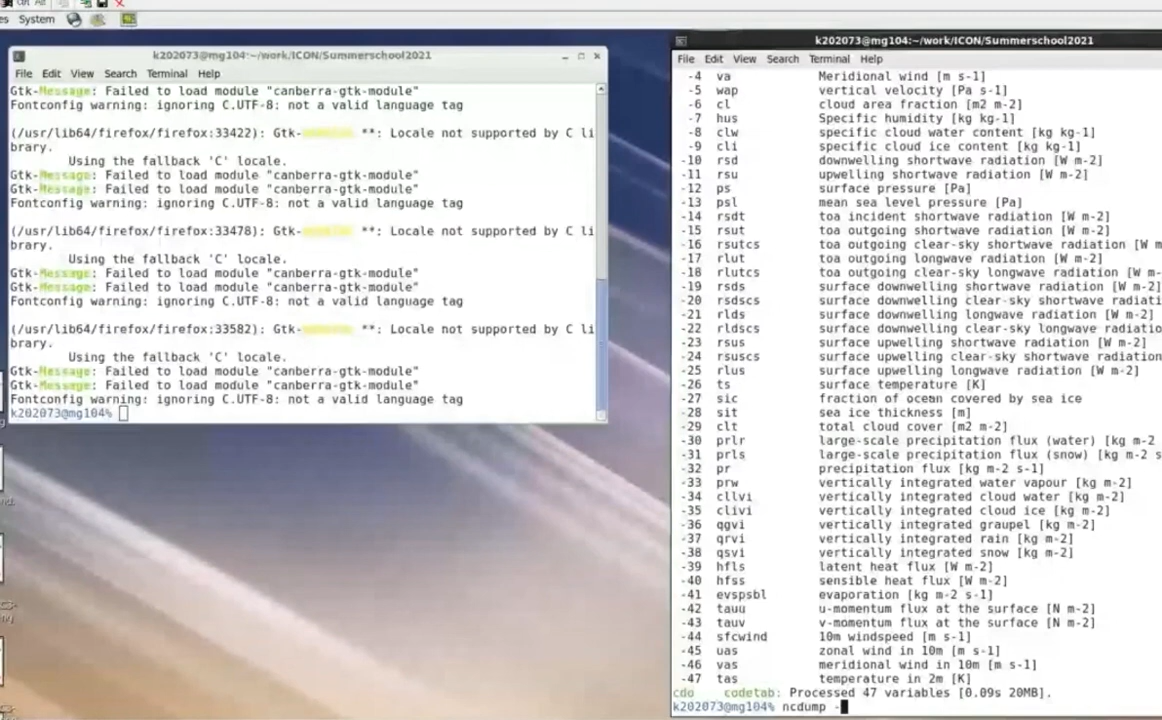 es System
k202073@mg104:~/work/ICON/Summerschool2021
File Edit View Search Terminal Help
Gtk-Message: Failed to load module "canberra-gtk-module"
Fontconfig warning: ignoring C.UTF-8: not a valid language tag
(/usr/lib64/firefox/firefox:33422): Gtk- **: Locale not supported by C li
brary.
Using the fallback 'C' locale.
Gtk-Message: Failed to load module "canberra-gtk-module"
Gtk-Message: Failed to load module "canberra-gtk-module"
Fontconfig warning: ignoring C.UTF-8: not a valid language tag
(/usr/lib64/firefox/firefox:33478): Gtk- **: Locale not supported by C li
brary.
Using the fallback 'C' locale.
Gtk-Message: Failed to load module "canberra-gtk-module"
Gtk-Message: Failed to load module "canberra-gtk-module"
Fontconfig warning: ignoring C.UTF-8: not a valid language tag
(/usr/lib64/firefox/firefox:33582): Gtk- **: Locale not supported by C li
brary.
Using the fallback 'C' locale.
Gtk-Message: Failed to load module "canberra-gtk-module"
Gtk-Message: Failed to load module "canberra-gtk-module"
Fontconfig warning: ignoring C.UTF-8: not a valid language tag
k202073@mg104%
k202073@mg104:~/work/ICON/Summerschool2021
File Edit View Search Terminal Help
-4 va Meridional wind [m s-1]
-5 wap vertical velocity [Pa s-1]
-6 cl cloud area fraction [m2 m-2]
-7 hus Specific humidity [kg kg-1]
-8 clw specific cloud water content [kg kg-1]
-9 cli specific cloud ice content [kg kg-1]
-10 rsd downwelling shortwave radiation [W m-2]
-11 rsu upwelling shortwave radiation [W m-2]
-12 ps surface pressure [Pa]
-13 psl mean sea level pressure [Pa]
-14 rsdt toa incident shortwave radiation [W m-2]
-15 rsut toa outgoing shortwave radiation [W m-2]
-16 rsutcs toa outgoing clear-sky shortwave radiation [W m
-17 rlut toa outgoing longwave radiation [W m-2]
-18 rlutcs toa outgoing clear-sky longwave radiation [W m-
-19 rsds surface downwelling shortwave radiation [W m-2]
-20 rsdscs surface downwelling clear-sky shortwave radiati
-21 rlds surface downwelling longwave radiation [W m-2]
-22 rldscs surface downwelling clear-sky longwave radiatio
-23 rsus surface upwelling shortwave radiation [W m-2]
-24 rsuscs surface upwelling clear-sky shortwave radiation
-25 rlus surface upwelling longwave radiation [W m-2]
-26 ts surface temperature [K]
-27 sic fraction of ocean covered by sea ice
-28 sit sea ice thickness [m]
-29 clt total cloud cover [m2 m-2]
-30 prlr large-scale precipitation flux (water) [kg m-2
-31 prls large-scale precipitation flux (snow) [kg m-2 s
-32 pr precipitation flux [kg m-2 s-1]
-33 prw vertically integrated water vapour [kg m-2]
-34 cllvi vertically integrated cloud water [kg m-2]
-35 clivi vertically integrated cloud ice [kg m-2]
-36 qgvi vertically integrated graupel [kg m-2]
-37 qrvi vertically integrated rain [kg m-2]
-38 qsvi vertically integrated snow [kg m-2]
-39 hfls latent heat flux [W m-2]
-40 hfss sensible heat flux [W m-2]
-41 evspsbl evaporation [kg m-2 s-1]
-42 tauu u-momentum flux at the surface [N m-2]
-43 tauv v-momentum flux at the surface [N m-2]
-44 sfcwind 10m windspeed [m s-1]
-45 uas zonal wind in 10m [m s-1]
-46 vas meridional wind in 10m [m s-1]
-47 tas temperature in 2m [K]
cdo codetab: Processed 47 variables [0.09s 20MB].
k202073@mg104% ncdump -